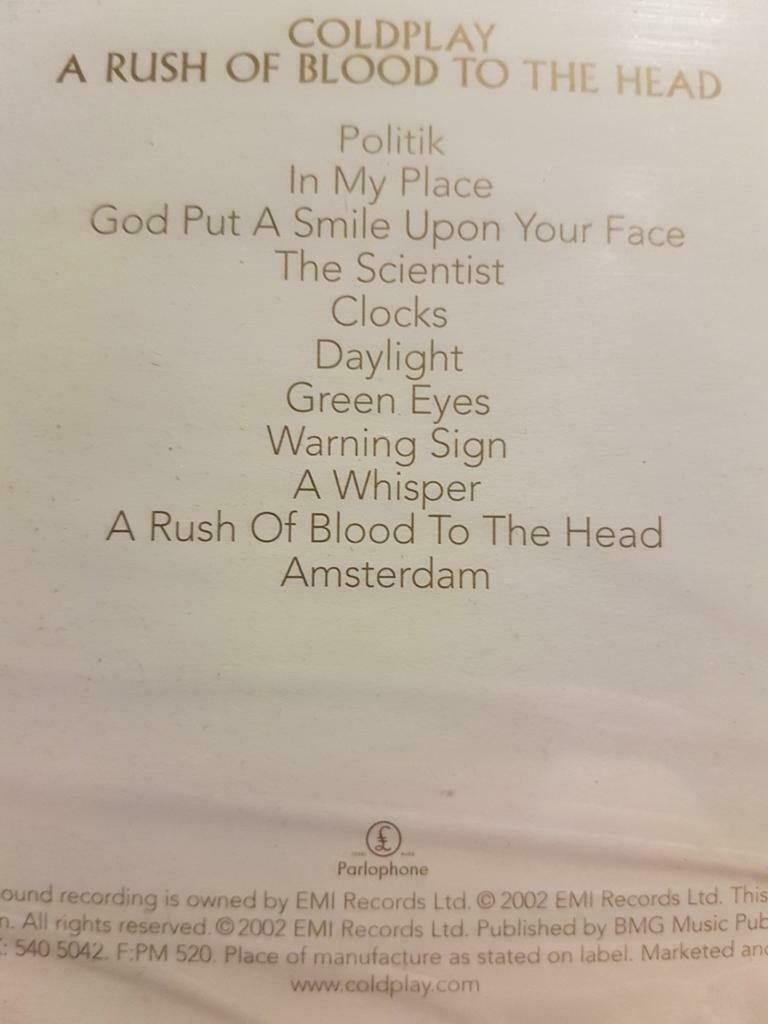 COLDPLAY
A RUSH OF BLOOD TO THE HEAD
Politik
In My Place
God Put A Smile Upon Your Face
The Scientist
Clocks
Daylight
Green Eyes
Warning Sign
A Whisper
A Rush Of Blood To The Head
Amsterdam
£
Parlophone
ound recording is owned by EMI Records Ltd. © 2002 EMI Records Ltd. This
n. All rights reserved. © 2002 EMI Records Ltd. Published by BMG Music Pub
: 540 5042. F:PM 520. Place of manufacture as stated on label. Marketed and
www.coldplay.com